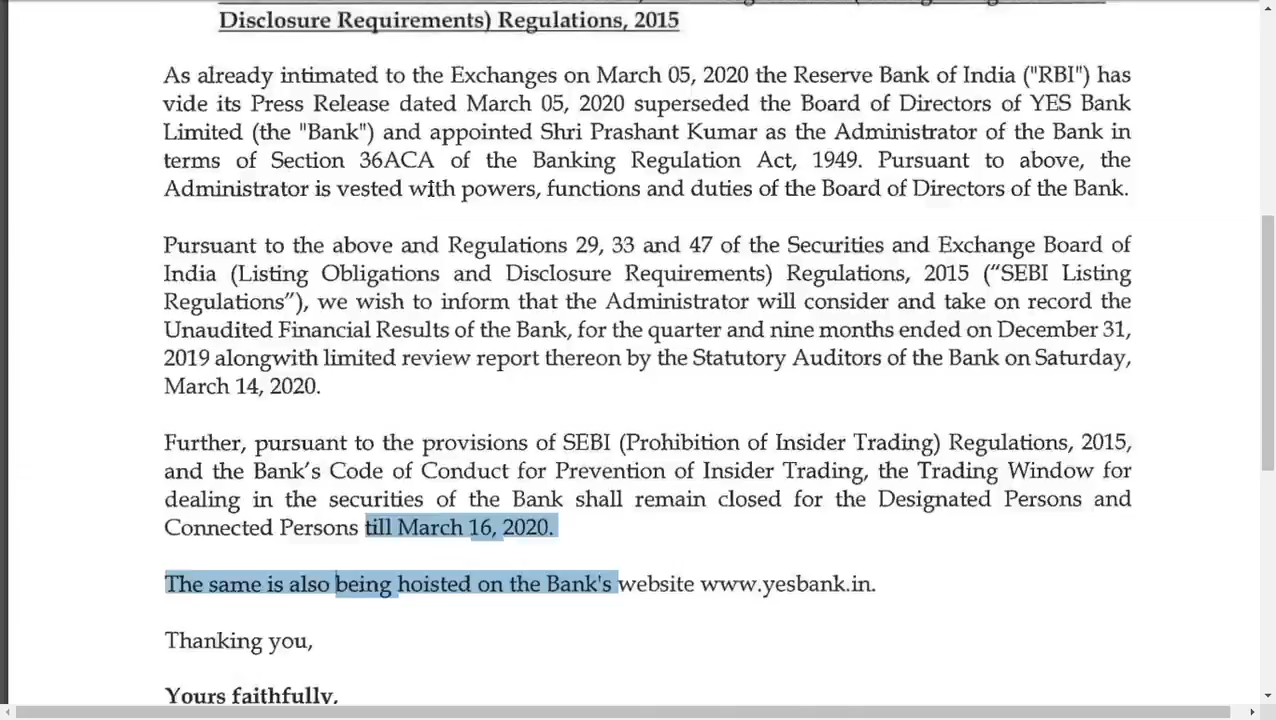 Disclosure Requirements) Regulations, 2015
As already intimated to the Exchanges on March 05, 2020 the Reserve Bank of India ("RBI") has
vide its Press Release dated March 05, 2020 superseded the Board of Directors of YES Bank
Limited (the "Bank") and appointed Shri Prashant Kumar as the Administrator of the Bank in
terms of Section 36ACA of the Banking Regulation Act, 1949. Pursuant to above, the
Administrator is vested with powers, functions and duties of the Board of Directors of the Bank.
Pursuant to the above and Regulations 29, 33 and 47 of the Securities and Exchange Board of
India (Listing Obligations and Disclosure Requirements) Regulations, 2015 (“SEBI Listing
Regulations”), we wish to inform that the Administrator will consider and take on record the
Unaudited Financial Results of the Bank, for the quarter and nine months ended on December 31,
2019 alongwith limited review report thereon by the Statutory Auditors of the Bank on Saturday,
March 14, 2020.
Further, pursuant to the provisions of SEBI (Prohibition of Insider Trading) Regulations, 2015,
and the Bank’s Code of Conduct for Prevention of Insider Trading, the Trading Window for
dealing in the securities of the Bank shall remain closed for the Designated Persons and
Connected Persons till March 16, 2020.
The same is also being hoisted on the Bank's website www.yesbank.in.
Thanking you,
Yours faithfully,